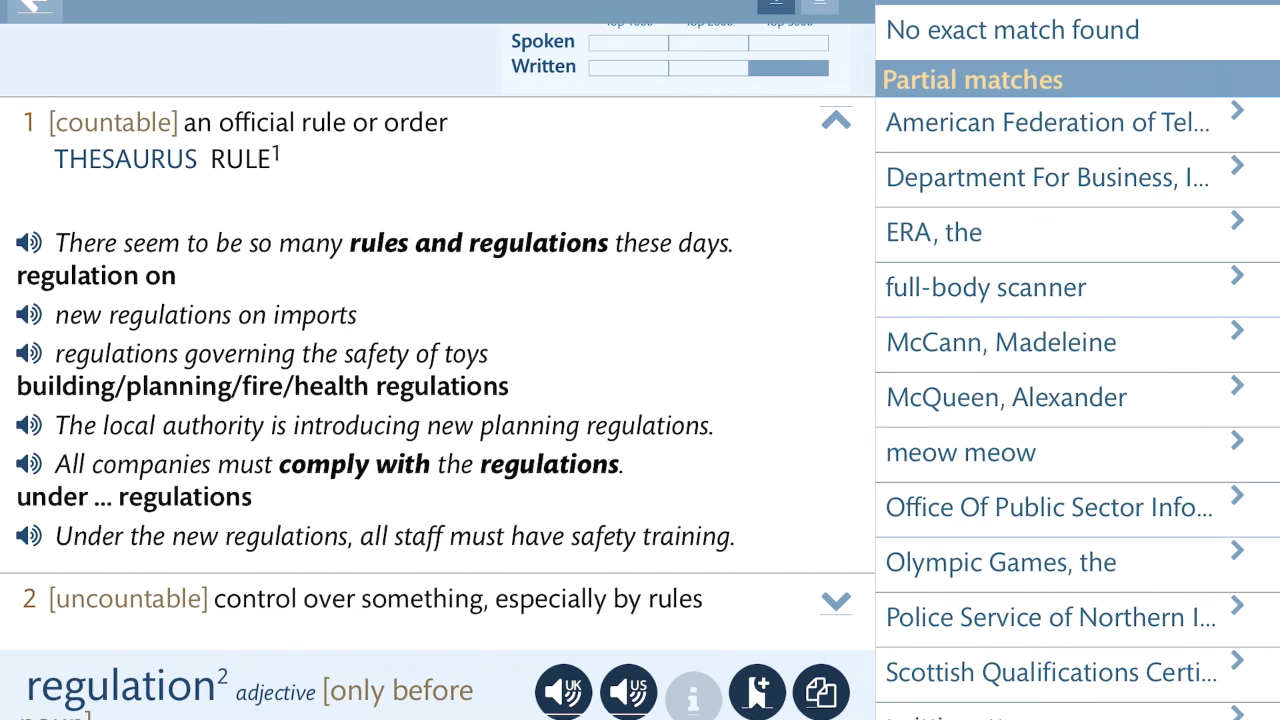 Spoken
Written
1 [countable] an official rule or order
THESAURUS RULE1
There seem to be so many rules and regulations these days.
regulation on
new regulations on imports
regulations governing the safety of toys
building/planning/fire/health regulations
The local authority is introducing new planning regulations.
All companies must comply with the regulations.
under ... regulations
Under the new regulations, all staff must have safety training.
2 [uncountable] control over something, especially by rules
regulation2 adjective [only before
noun]
UK
US
i
No exact match found
Partial matches
American Federation of Tel...
Department For Business, I...
ERA, the
full-body scanner
McCann, Madeleine
McQueen, Alexander
meow meow
Office Of Public Sector Info...
Olympic Games, the
Police Service of Northern I...
Scottish Qualifications Certi...